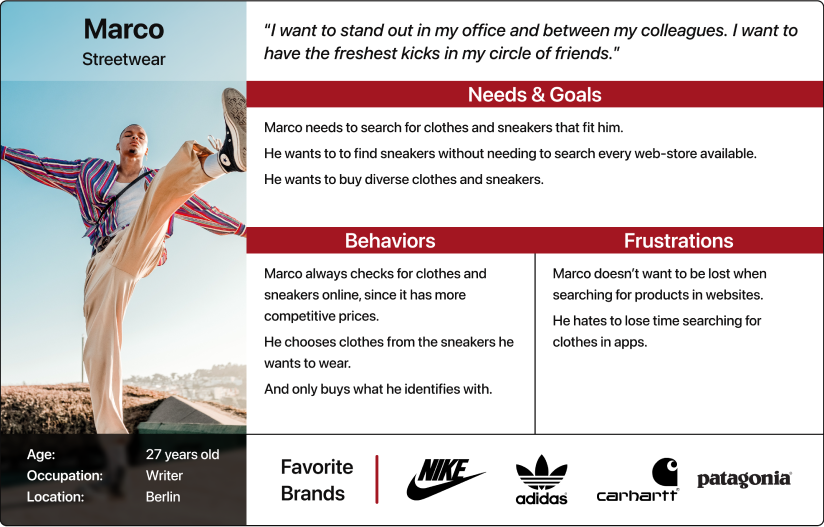 Marco
Streetwear
"I want to stand out in my office and between my colleagues. I want to
have the freshest kicks in my circle of friends."
Needs & Goals
Marco needs to search for clothes and sneakers that fit him.
He wants to to find sneakers without needing to search every web-store available.
He wants to buy diverse clothes and sneakers.
Behaviors
Marco always checks for clothes and
sneakers online, since it has more
competitive prices.
He chooses clothes from the sneakers he
wants to wear.
And only buys what he identifies with.
Frustrations
Marco doesn’t want to be lost when
searching for products in websites.
He hates to lose time searching for
clothes in apps.
Age: 27 years old
Occupation: Writer
Location: Berlin
Favorite
Brands
NIKE
adidas
carhartt
patagonia